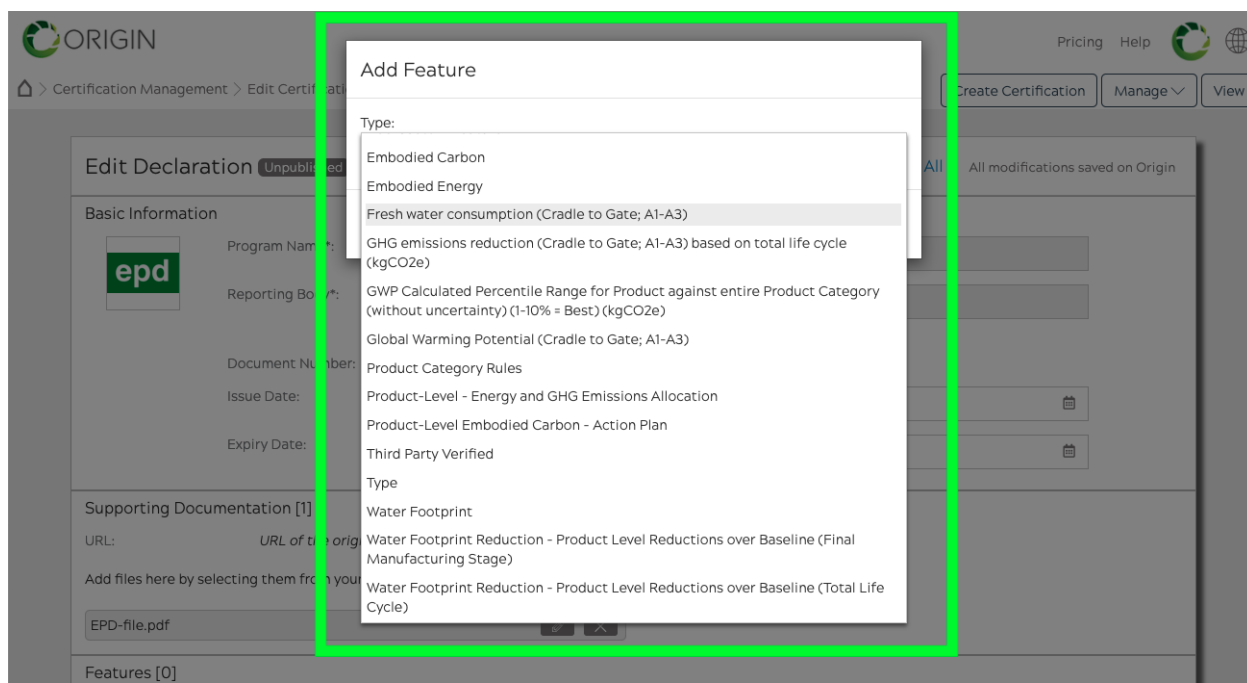 ORIGIN
Pricing Help
Certification Management > Edit Certificati
Create Certification Manage View
Add Feature
Type:
Edit Declaration Unpublished
All All modifications saved on Origin
Embodied Carbon
Embodied Energy
Fresh water consumption (Cradle to Gate; A1-A3)
GHG emissions reduction (Cradle to Gate; A1-A3) based on total life cycle
(kgCO2e)
GWP Calculated Percentile Range for Product against entire Product Category
(without uncertainty) (1-10% = Best) (kgCO2e)
Global Warming Potential (Cradle to Gate; A1-A3)
Product Category Rules
Product-Level - Energy and GHG Emissions Allocation
Product-Level Embodied Carbon - Action Plan
Third Party Verified
Type
Water Footprint
Water Footprint Reduction - Product Level Reductions over Baseline (Final
Manufacturing Stage)
Water Footprint Reduction - Product Level Reductions over Baseline (Total Life
Cycle)
Basic Information
epd
Program Name*:
Reporting Body*:
Document Number:
Issue Date:
Expiry Date:
Supporting Documentation [1]
URL: URL of the orig
Add files here by selecting them from your
EPD-file.pdf
Features [0]